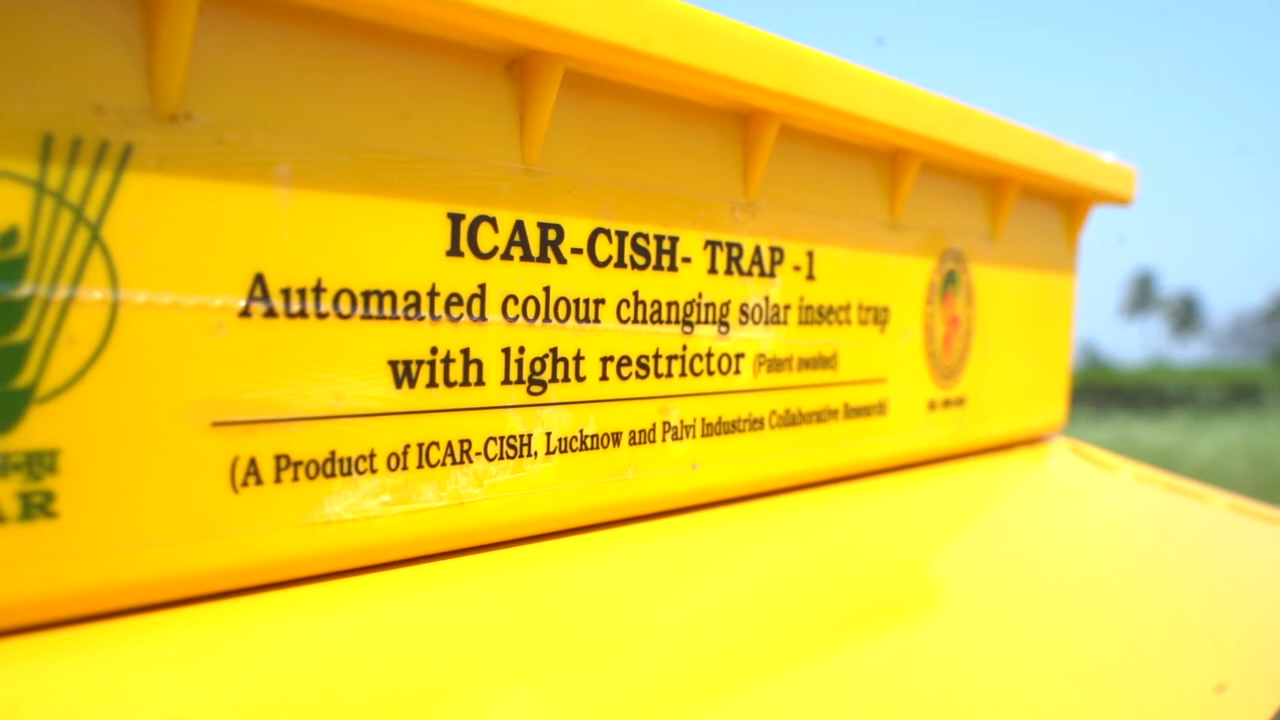 ICAR-CISH- TRAP -1
Automated colour changing solar insect trap
with light restrictor (Patent awaited)
(A Product of ICAR-CISH, Lucknow and Palvi Industries Collaborative Research)
AR